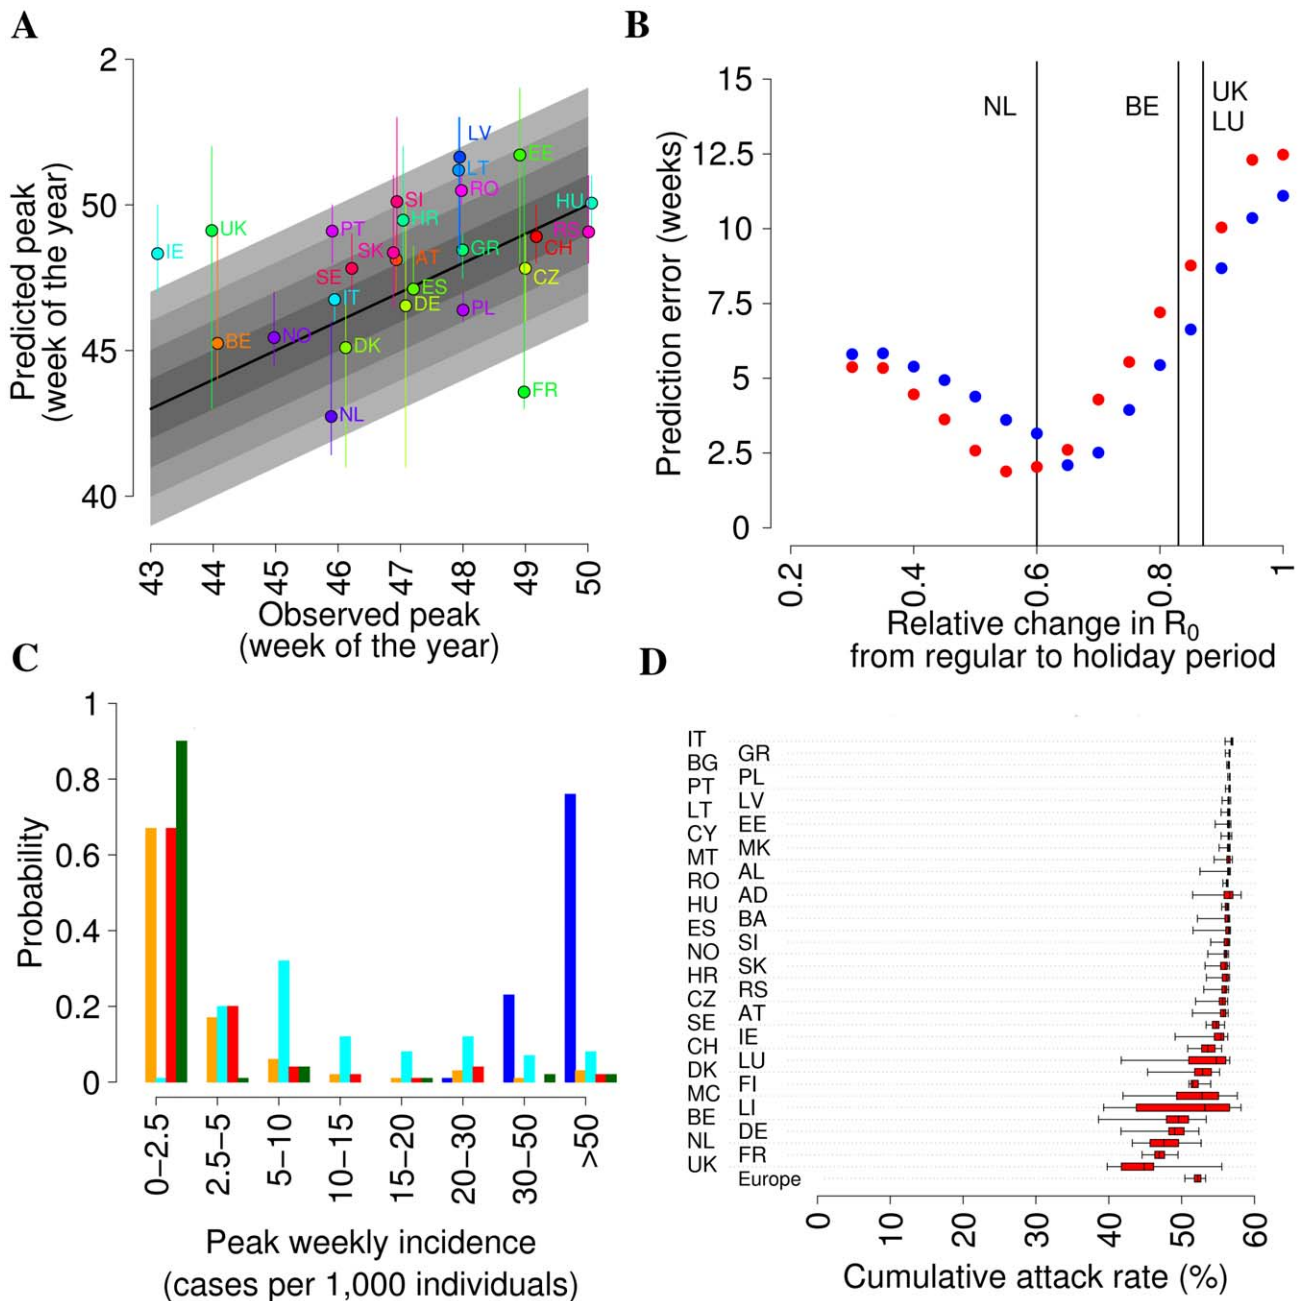 A
2
50
45
40
Predicted peak
(week of the year)
LV
LT
EE
SI
RO
HU
IE
UK
PT
HR
RS
SK
AT
GR
CH
SE
CZ
IT
ES
DE
PL
BE
NO
DK
NL
FR
43
44
45
46
47
48
49
50
Observed peak
(week of the year)
B
15
12.5
10
7.5
5
2.5
0
Prediction error (weeks)
NL
BE
UK
LU
0.2
0.4
0.6
0.8
1
Relative change in R0
from regular to holiday period
C
1
0.8
0.6
0.4
0.2
0
Probability
0–2.5
2.5–5
5–10
10–15
15–20
20–30
30–50
>50
Peak weekly incidence
(cases per 1,000 individuals)
D
IT
GR
BG
PL
PT
LV
LT
EE
CY
MK
MT
AL
RO
AD
HU
BA
ES
SI
NO
SK
HR
RS
CZ
AT
SE
IE
CH
LU
DK
FI
MC
LI
BE
DE
NL
FR
UK
Europe
0
10
20
30
40
50
60
Cumulative attack rate (%)